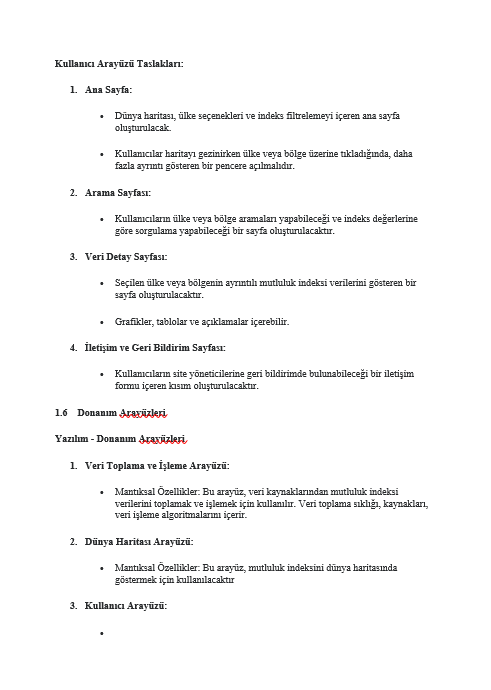 Kullanıcı Arayüzü Taslakları:
1. Ana Sayfa:
• Dünya haritası, ülke seçenekleri ve indeks filtrelemeyi içeren ana sayfa
oluşturulacak.
• Kullanıcılar haritayı gezinirken ülke veya bölge üzerine tıkladığında, daha
fazla ayrıntı gösteren bir pencere açılmalıdır.
2. Arama Sayfası:
• Kullanıcıların ülke veya bölge aramaları yapabileceği ve indeks değerlerine
göre sorgulama yapabileceği bir sayfa oluşturulacaktır.
3. Veri Detay Sayfası:
• Seçilen ülke veya bölgenin ayrıntılı mutluluk indeksi verilerini gösteren bir
sayfa oluşturulacaktır.
• Grafikler, tablolar ve açıklamalar içerebilir.
4. İletişim ve Geri Bildirim Sayfası:
• Kullanıcıların site yöneticilerine geri bildirimde bulunabileceği bir iletişim
formu içeren kısım oluşturulacaktır.
1.6 Donanım Arayüzleri
Yazılım - Donanım Arayüzleri
1. Veri Toplama ve İşleme Arayüzü:
• Mantıksal Özellikler: Bu arayüz, veri kaynaklarından mutluluk indeksi
verilerini toplamak ve işlemek için kullanılır. Veri toplama sıklığı, kaynakları,
veri işleme algoritmalarını içerir.
2. Dünya Haritası Arayüzü:
• Mantıksal Özellikler: Bu arayüz, mutluluk indeksini dünya haritasında
göstermek için kullanılacaktır
3. Kullanıcı Arayüzü:
•